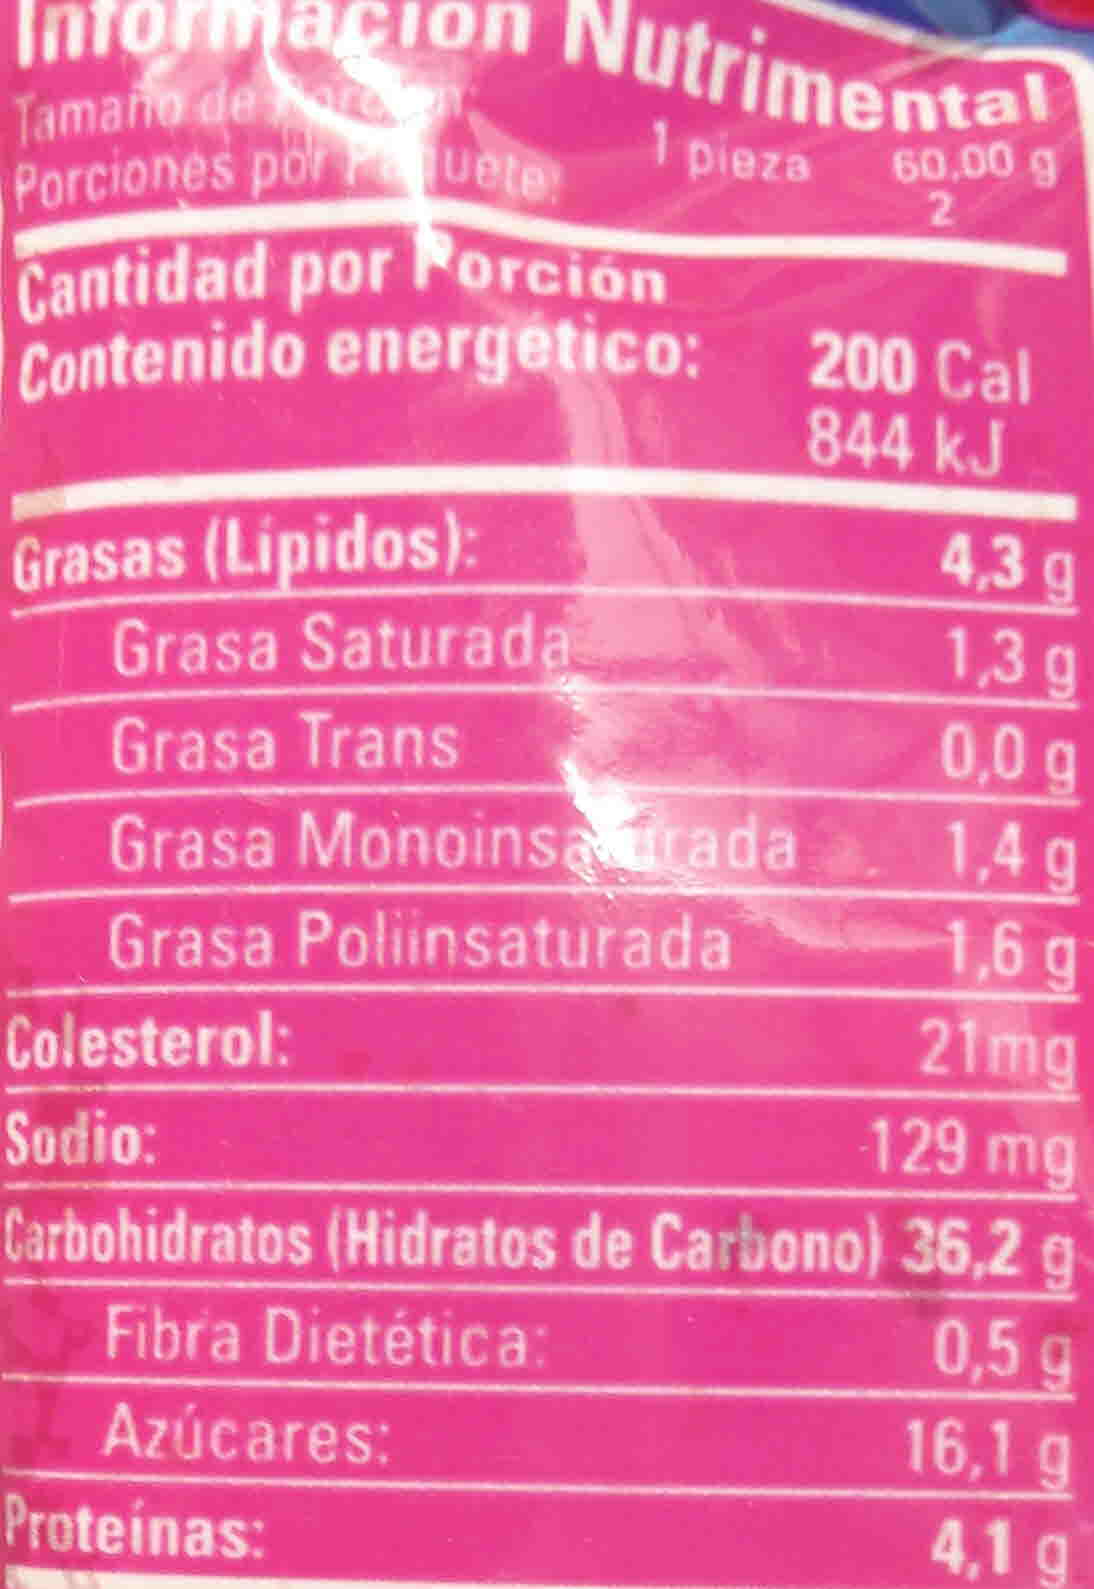 Información Nutrimental
Tamaño de Porción: 1 pieza 60,00 g
Porciones por Paquete: 2
Cantidad por Porción
Contenido energético: 200 Cal
844 kJ
Grasas (Lípidos): 4,3 g
Grasa Saturada 1,3 g
Grasa Trans 0,0 g
Grasa Monoinsaturada 1,4 g
Grasa Poliinsaturada 1,6 g
Colesterol: 21mg
Sodio: 129 mg
Carbohidratos (Hidratos de Carbono) 36,2 g
Fibra Dietética: 0,5 g
Azúcares: 16,1 g
Proteínas: 4,1 g